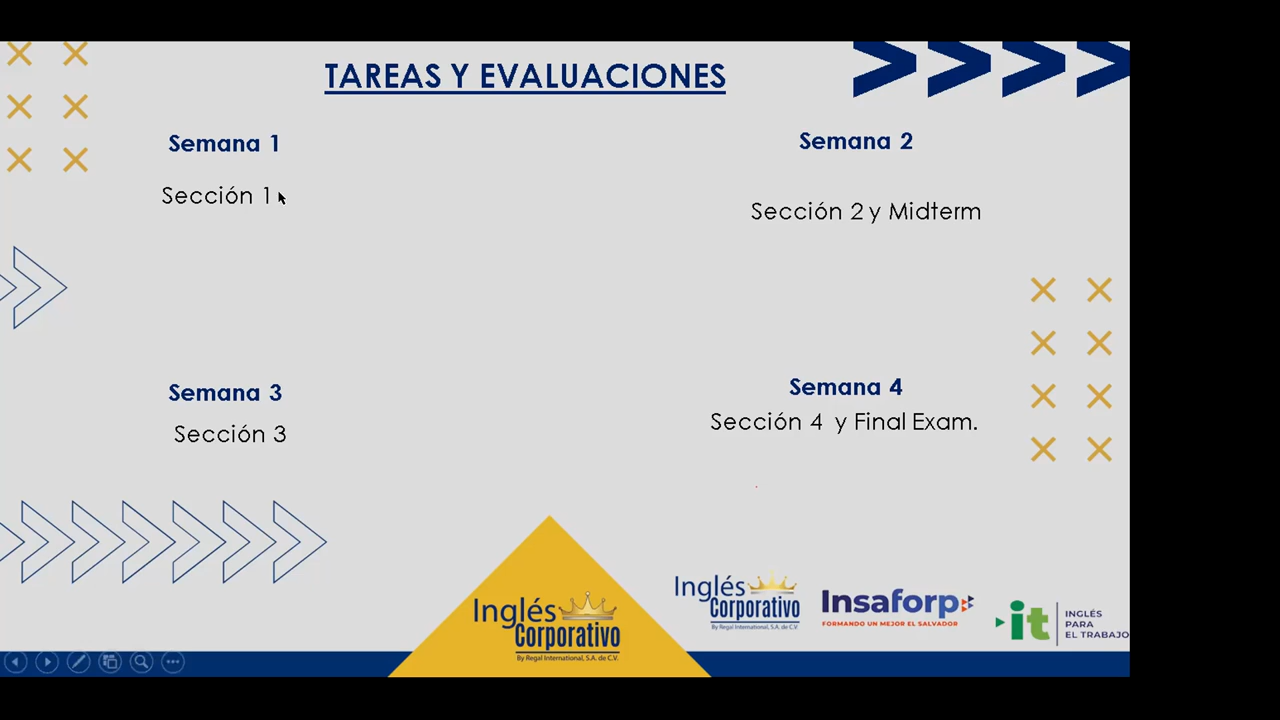 TAREAS Y EVALUACIONES
Semana 1
Sección 1
Semana 2
Sección 2 y Midterm
Semana 3
Sección 3
Semana 4
Sección 4 y Final Exam.
Inglés
Corporativo
By Regal International, S.A. de C.V.
Inglés
Corporativo
By Regal International, S.A. de C.V.
Insaforp
FORMANDO UN MEJOR EL SALVADOR
it
INGLÉS
PARA
EL TRABAJO